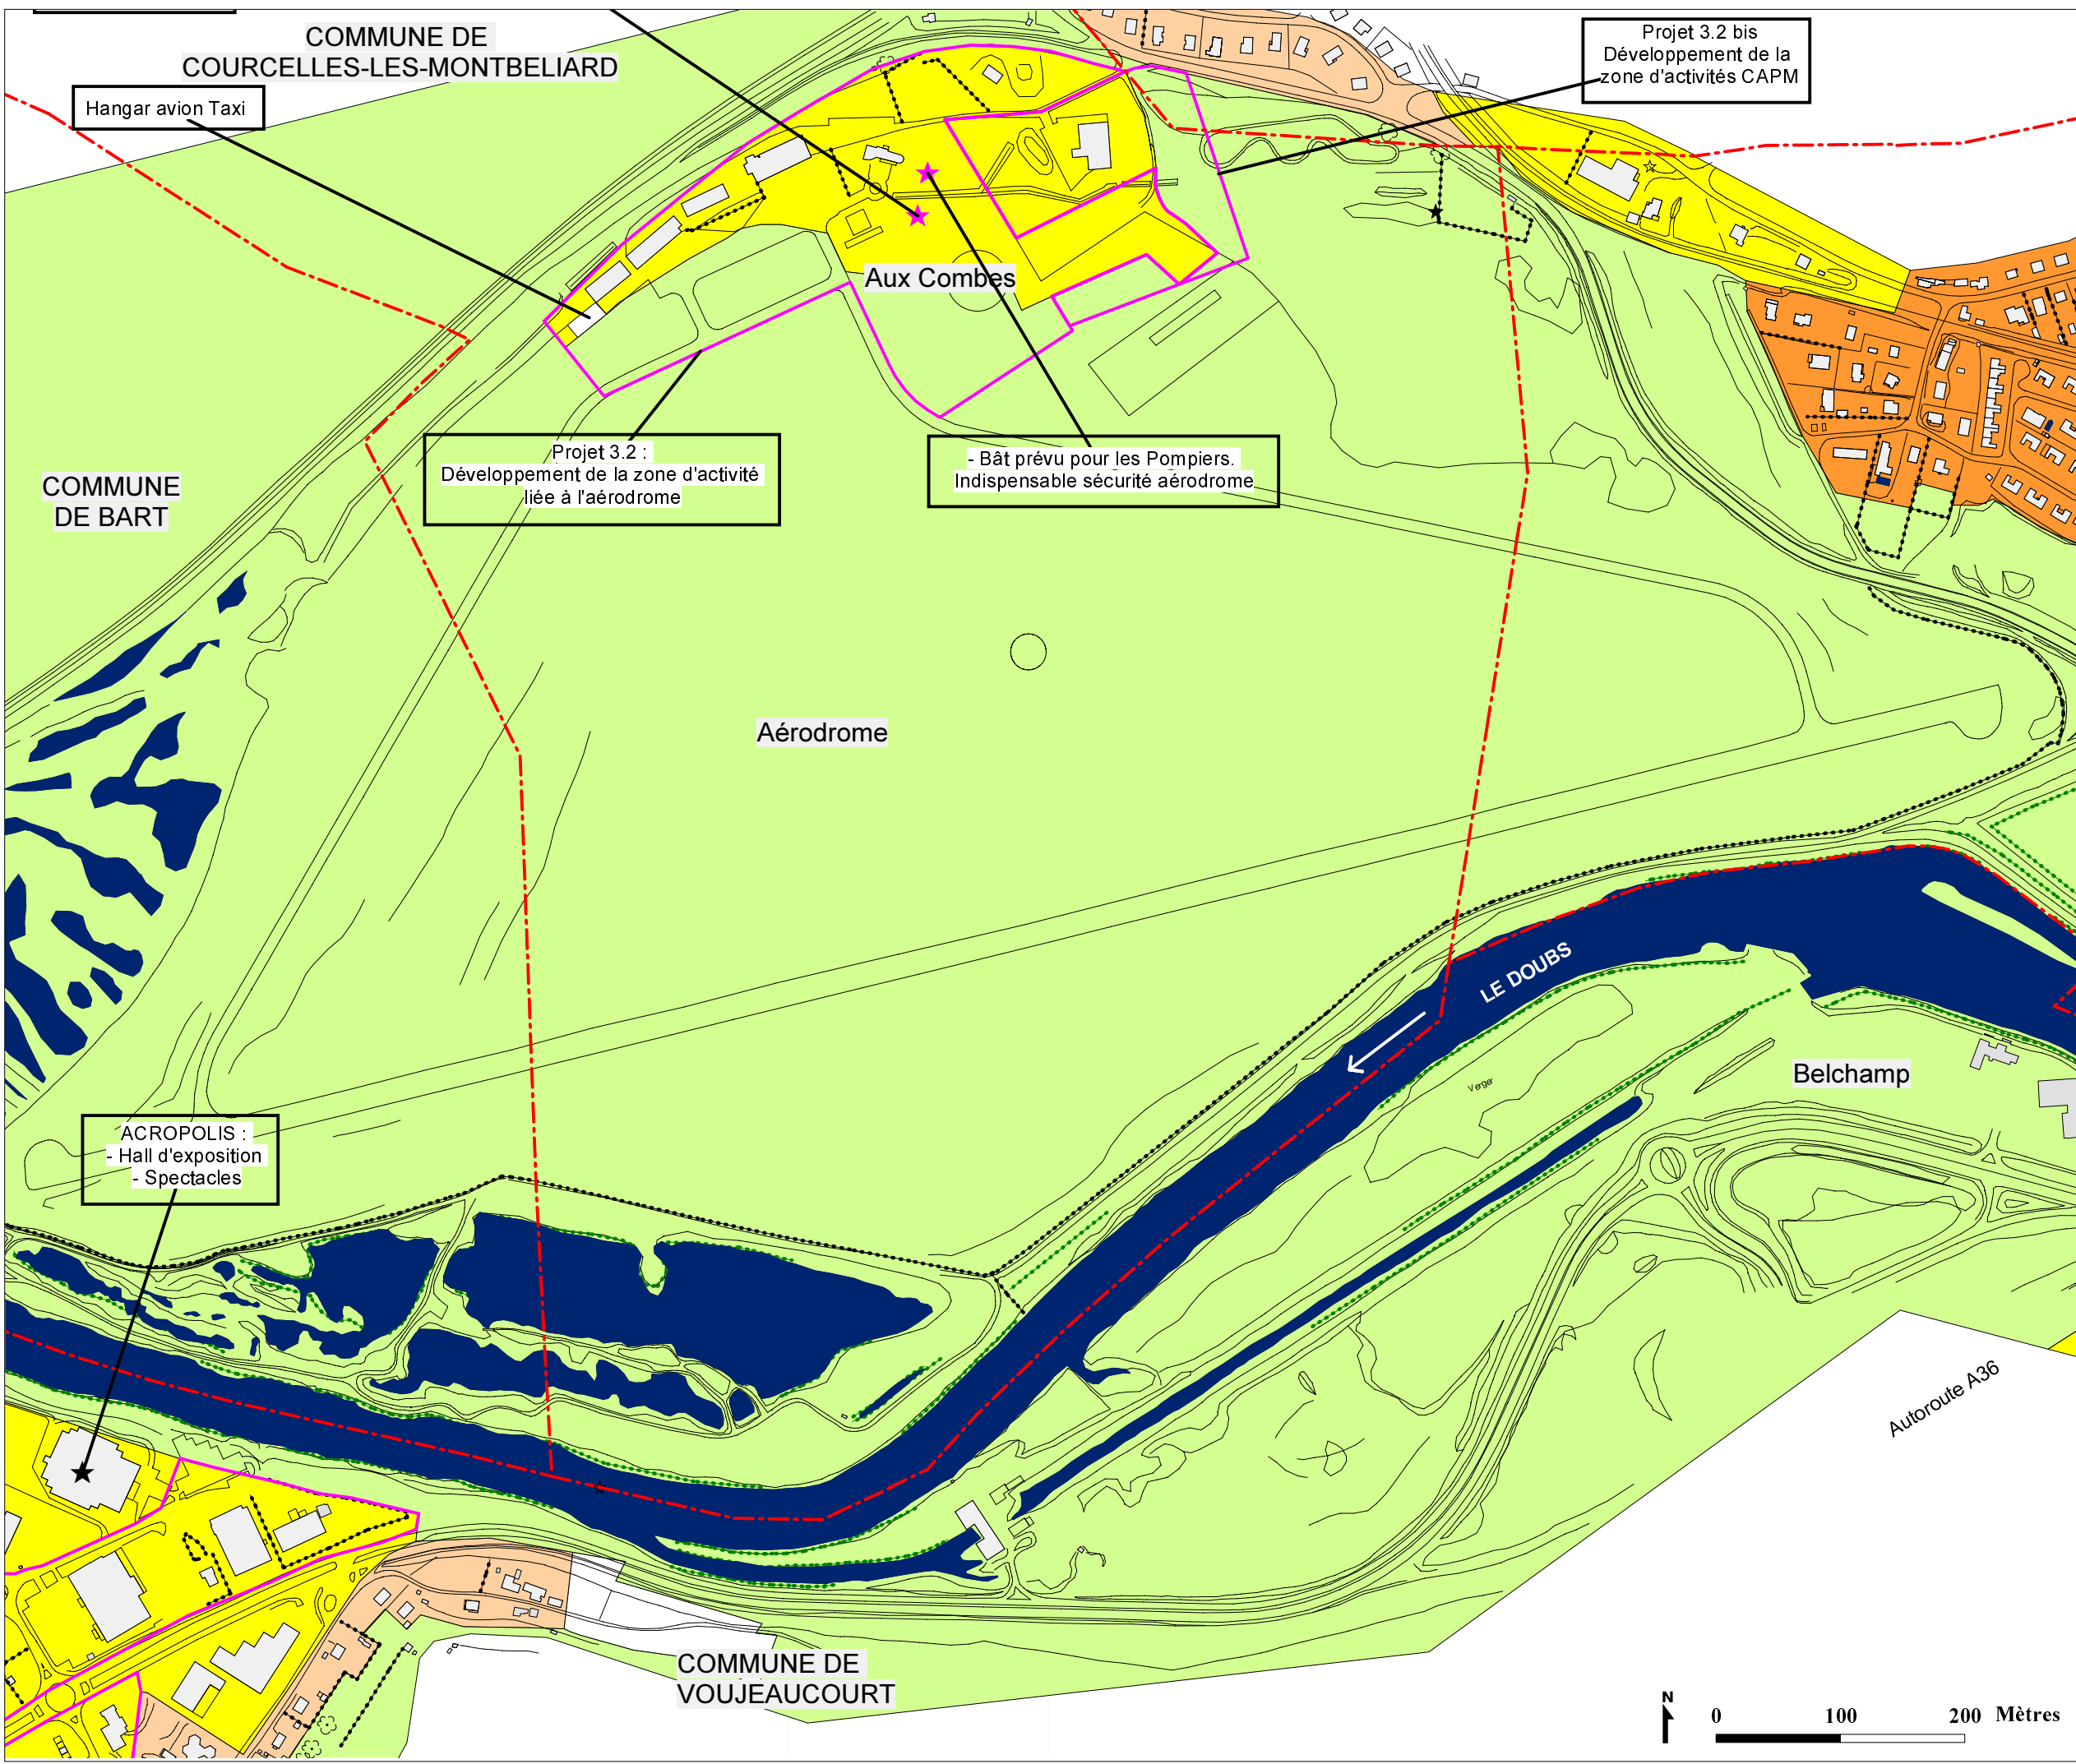 COMMUNE DE
COURCELLES-LES-MONTBELIARD
Projet 3.2 bis
Développement de la
zone d'activités CAPM
Hangar avion Taxi
Aux Combes
Projet 3.2 :
Développement de la zone d'activité
liée à l'aérodrome
- Bât prévu pour les Pompiers.
Indispensable sécurité aérodrome
COMMUNE
DE BART
Aérodrome
LE DOUBS
Verger
Belchamp
ACROPOLIS :
- Hall d'exposition
- Spectacles
Autoroute A36
COMMUNE DE
VOUJEAUCOURT
N
0 100 200 Mètres